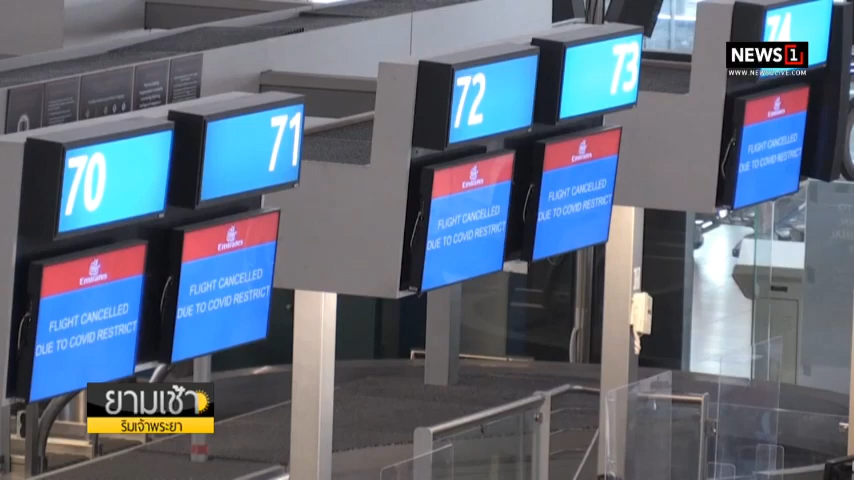 74
NEWS 1
WWW.NEWS1LIVE.COM
73
72
71
70
Emirates
FLIGHT CANCELLED
DUE TO COVID RESTRICT
Emirates
FLIGHT CANCELLED
DUE TO COVID RESTRICT
Emirates
FLIGHT CANCELLED
DUE TO COVID RESTRICT
Emirates
FLIGHT CANCELLED
DUE TO COVID RESTRICT
Emirates
FLIGHT CANCELLED
DUE TO COVID RESTRICT
ยามเช้า
ริมเจ้าพระยา